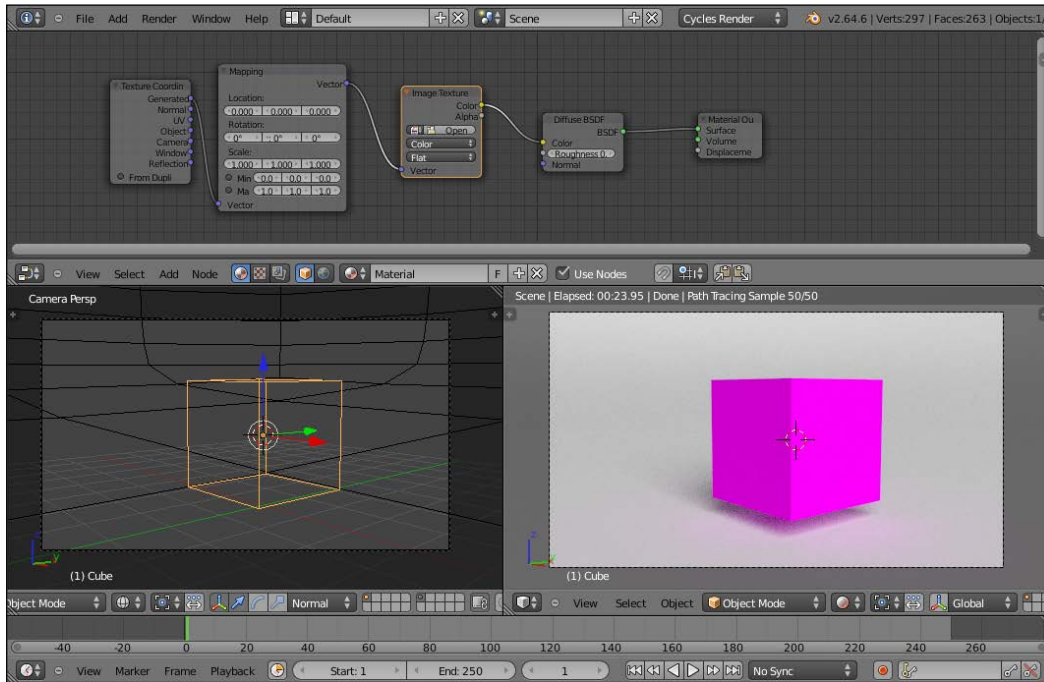 File Add Render Window Help Default Scene Cycles Render v2.64.6 | Verts:297 | Faces:263 | Objects:1/
Texture Coordin
Generated
Normal
UV
Object
Camera
Window
Reflection
From Dupli
Mapping
Vector
Location:
0.000 0.000 0.000
Rotation:
0° 0° 0°
Scale:
1.000 1.000 1.000
Min 0.0 0.0 0.0
Ma 1.0 1.0 1.0
Vector
Image Texture
Color
Alpha
Open
Color
Flat
Vector
Diffuse BSDF
BSDF
Color
Roughness 0.
Normal
Material Ou
Surface
Volume
Displaceme
View Select Add Node Material F Use Nodes
Camera Persp
z
y
(1) Cube
Scene | Elapsed: 00:23.95 | Done | Path Tracing Sample 50/50
z
(1) Cube
Object Mode Normal
View Select Object Object Mode Global
-40 -20 0 20 40 60 80 100 120 140 160 180 200 220 240 260
View Marker Frame Playback Start: 1 End: 250 1 No Sync